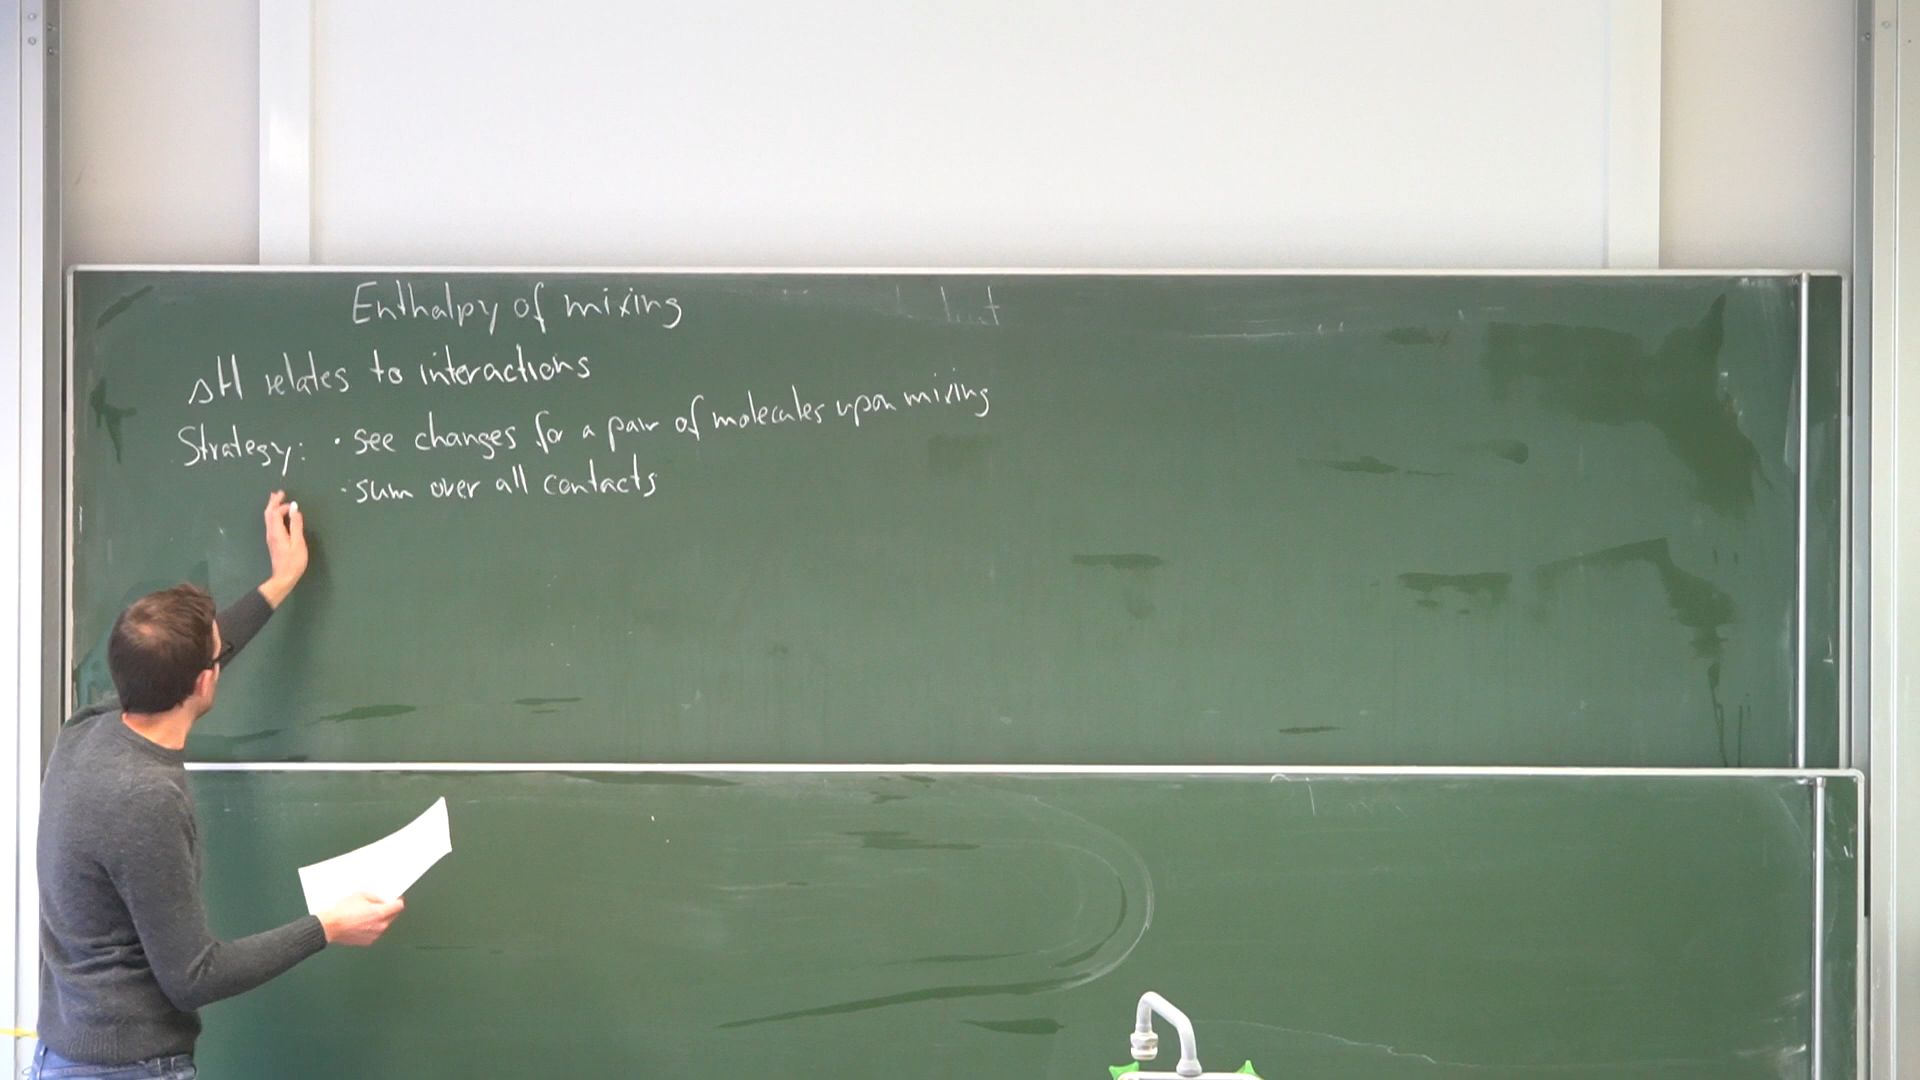 Enthalpy of mixing
ΔH relates to interactions
Strategy: · see changes for a pair of molecules upon mixing
· sum over all contacts